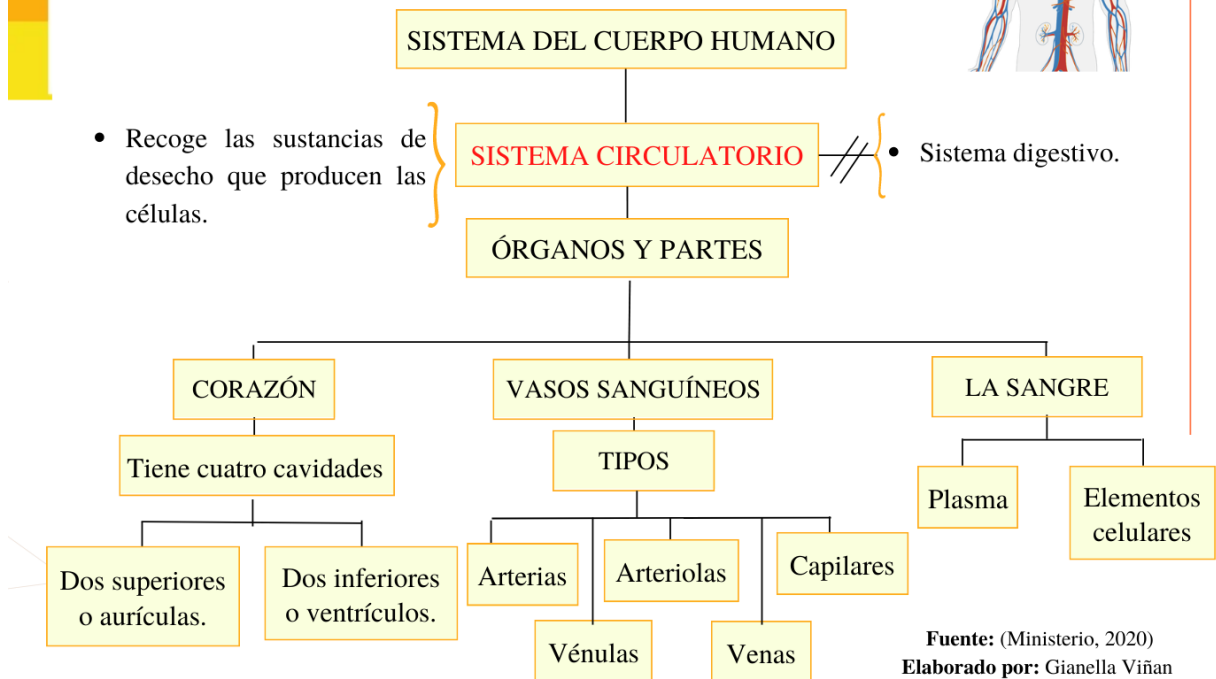 SISTEMA DEL CUERPO HUMANO
• Recoge las sustancias de
desecho que producen las
células.
SISTEMA CIRCULATORIO
• Sistema digestivo.
ÓRGANOS Y PARTES
CORAZÓN
VASOS SANGUÍNEOS
LA SANGRE
Tiene cuatro cavidades
TIPOS
Plasma
Elementos
celulares
Dos superiores
o aurículas.
Dos inferiores
o ventrículos.
Arterias
Arteriolas
Capilares
Vénulas
Venas
Fuente: (Ministerio, 2020)
Elaborado por: Gianella Viñan